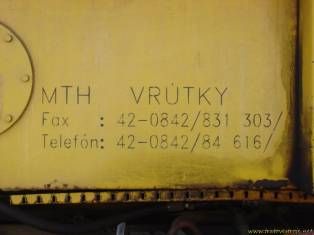 MTH VRÚTKY
Fax : 42-0842/831 303/
Telefón: 42-0842/84 616/